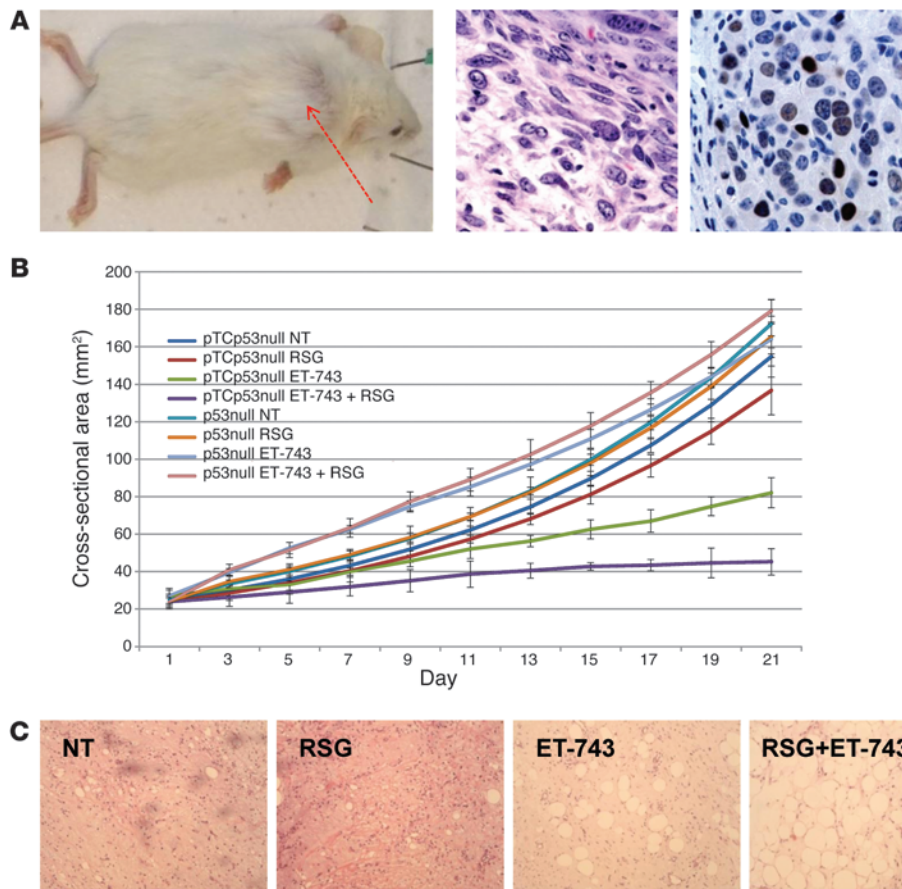 A
B
200
180
160
140
120
100
80
60
40
20
0
Cross-sectional area (mm²)
pTCp53null NT
pTCp53null RSG
pTCp53null ET-743
pTCp53null ET-743 + RSG
p53null NT
p53null RSG
p53null ET-743
p53null ET-743 + RSG
1 3 5 7 9 11 13 15 17 19 21
Day
C
NT
RSG
ET-743
RSG+ET-743